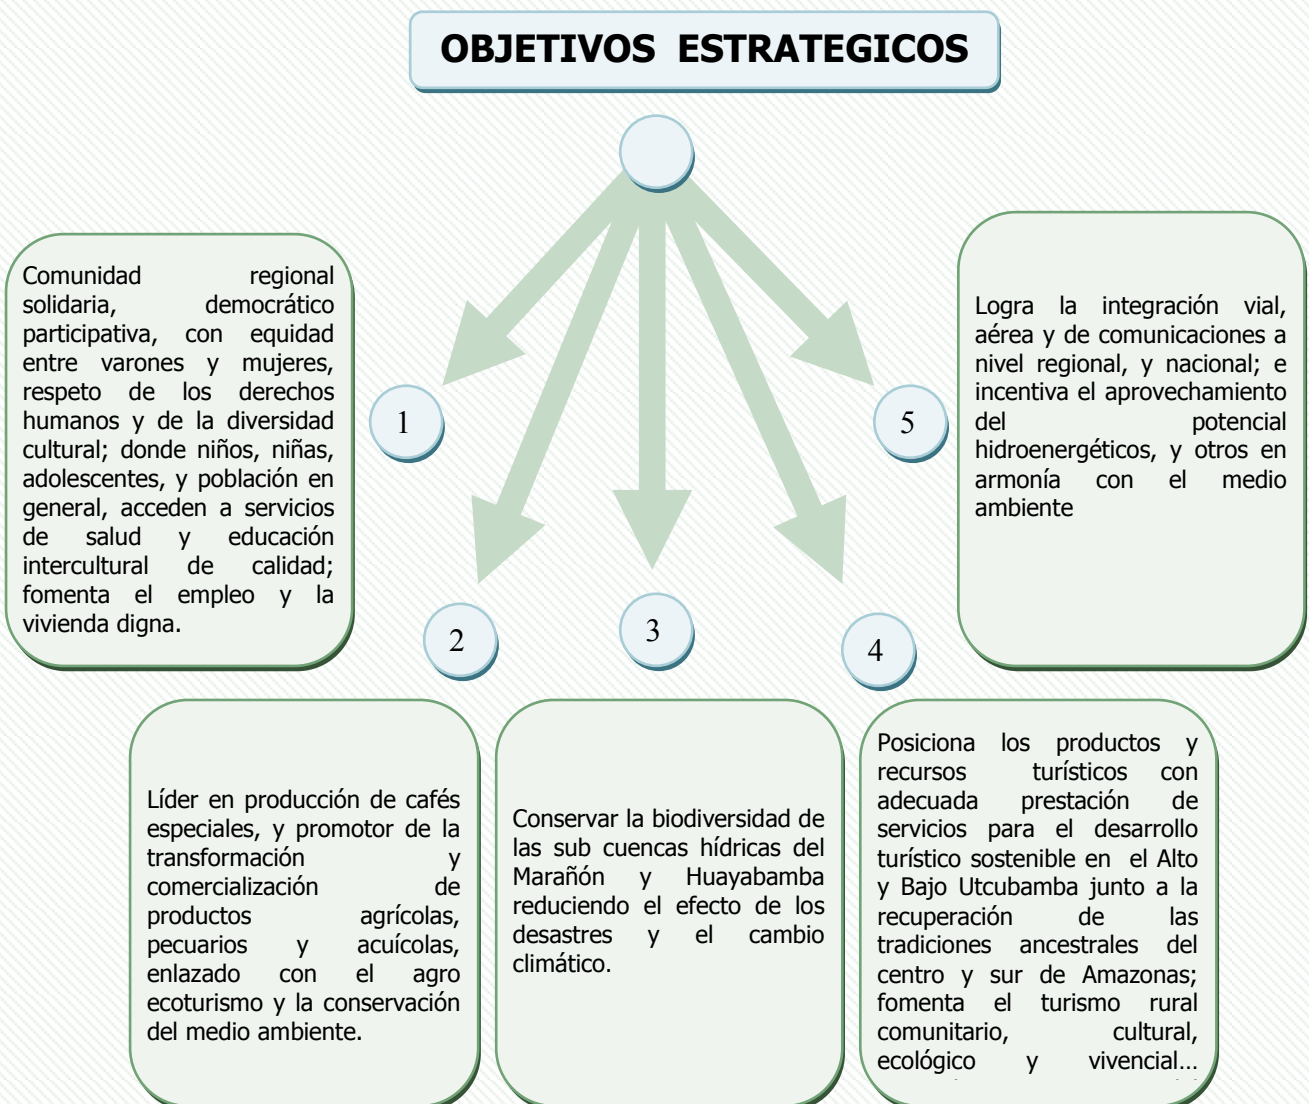 OBJETIVOS ESTRATEGICOS
Comunidad regional
solidaria, democrático
participativa, con equidad
entre varones y mujeres,
respeto de los derechos
humanos y de la diversidad
cultural; donde niños, niñas,
adolescentes, y población en
general, acceden a servicios
de salud y educación
intercultural de calidad;
fomenta el empleo y la
vivienda digna.
1
2
3
4
5
Logra la integración vial,
aérea y de comunicaciones a
nivel regional, y nacional; e
incentiva el aprovechamiento
del potencial
hidroenergéticos, y otros en
armonía con el medio
ambiente
Líder en producción de cafés
especiales, y promotor de la
transformación y
comercialización de
productos agrícolas,
pecuarios y acuícolas,
enlazado con el agro
ecoturismo y la conservación
del medio ambiente.
Conservar la biodiversidad de
las sub cuencas hídricas del
Marañón y Huayabamba
reduciendo el efecto de los
desastres y el cambio
climático.
Posiciona los productos y
recursos turísticos con
adecuada prestación de
servicios para el desarrollo
turístico sostenible en el Alto
y Bajo Utcubamba junto a la
recuperación de las
tradiciones ancestrales del
centro y sur de Amazonas;
fomenta el turismo rural
comunitario, cultural,
ecológico y vivencial…